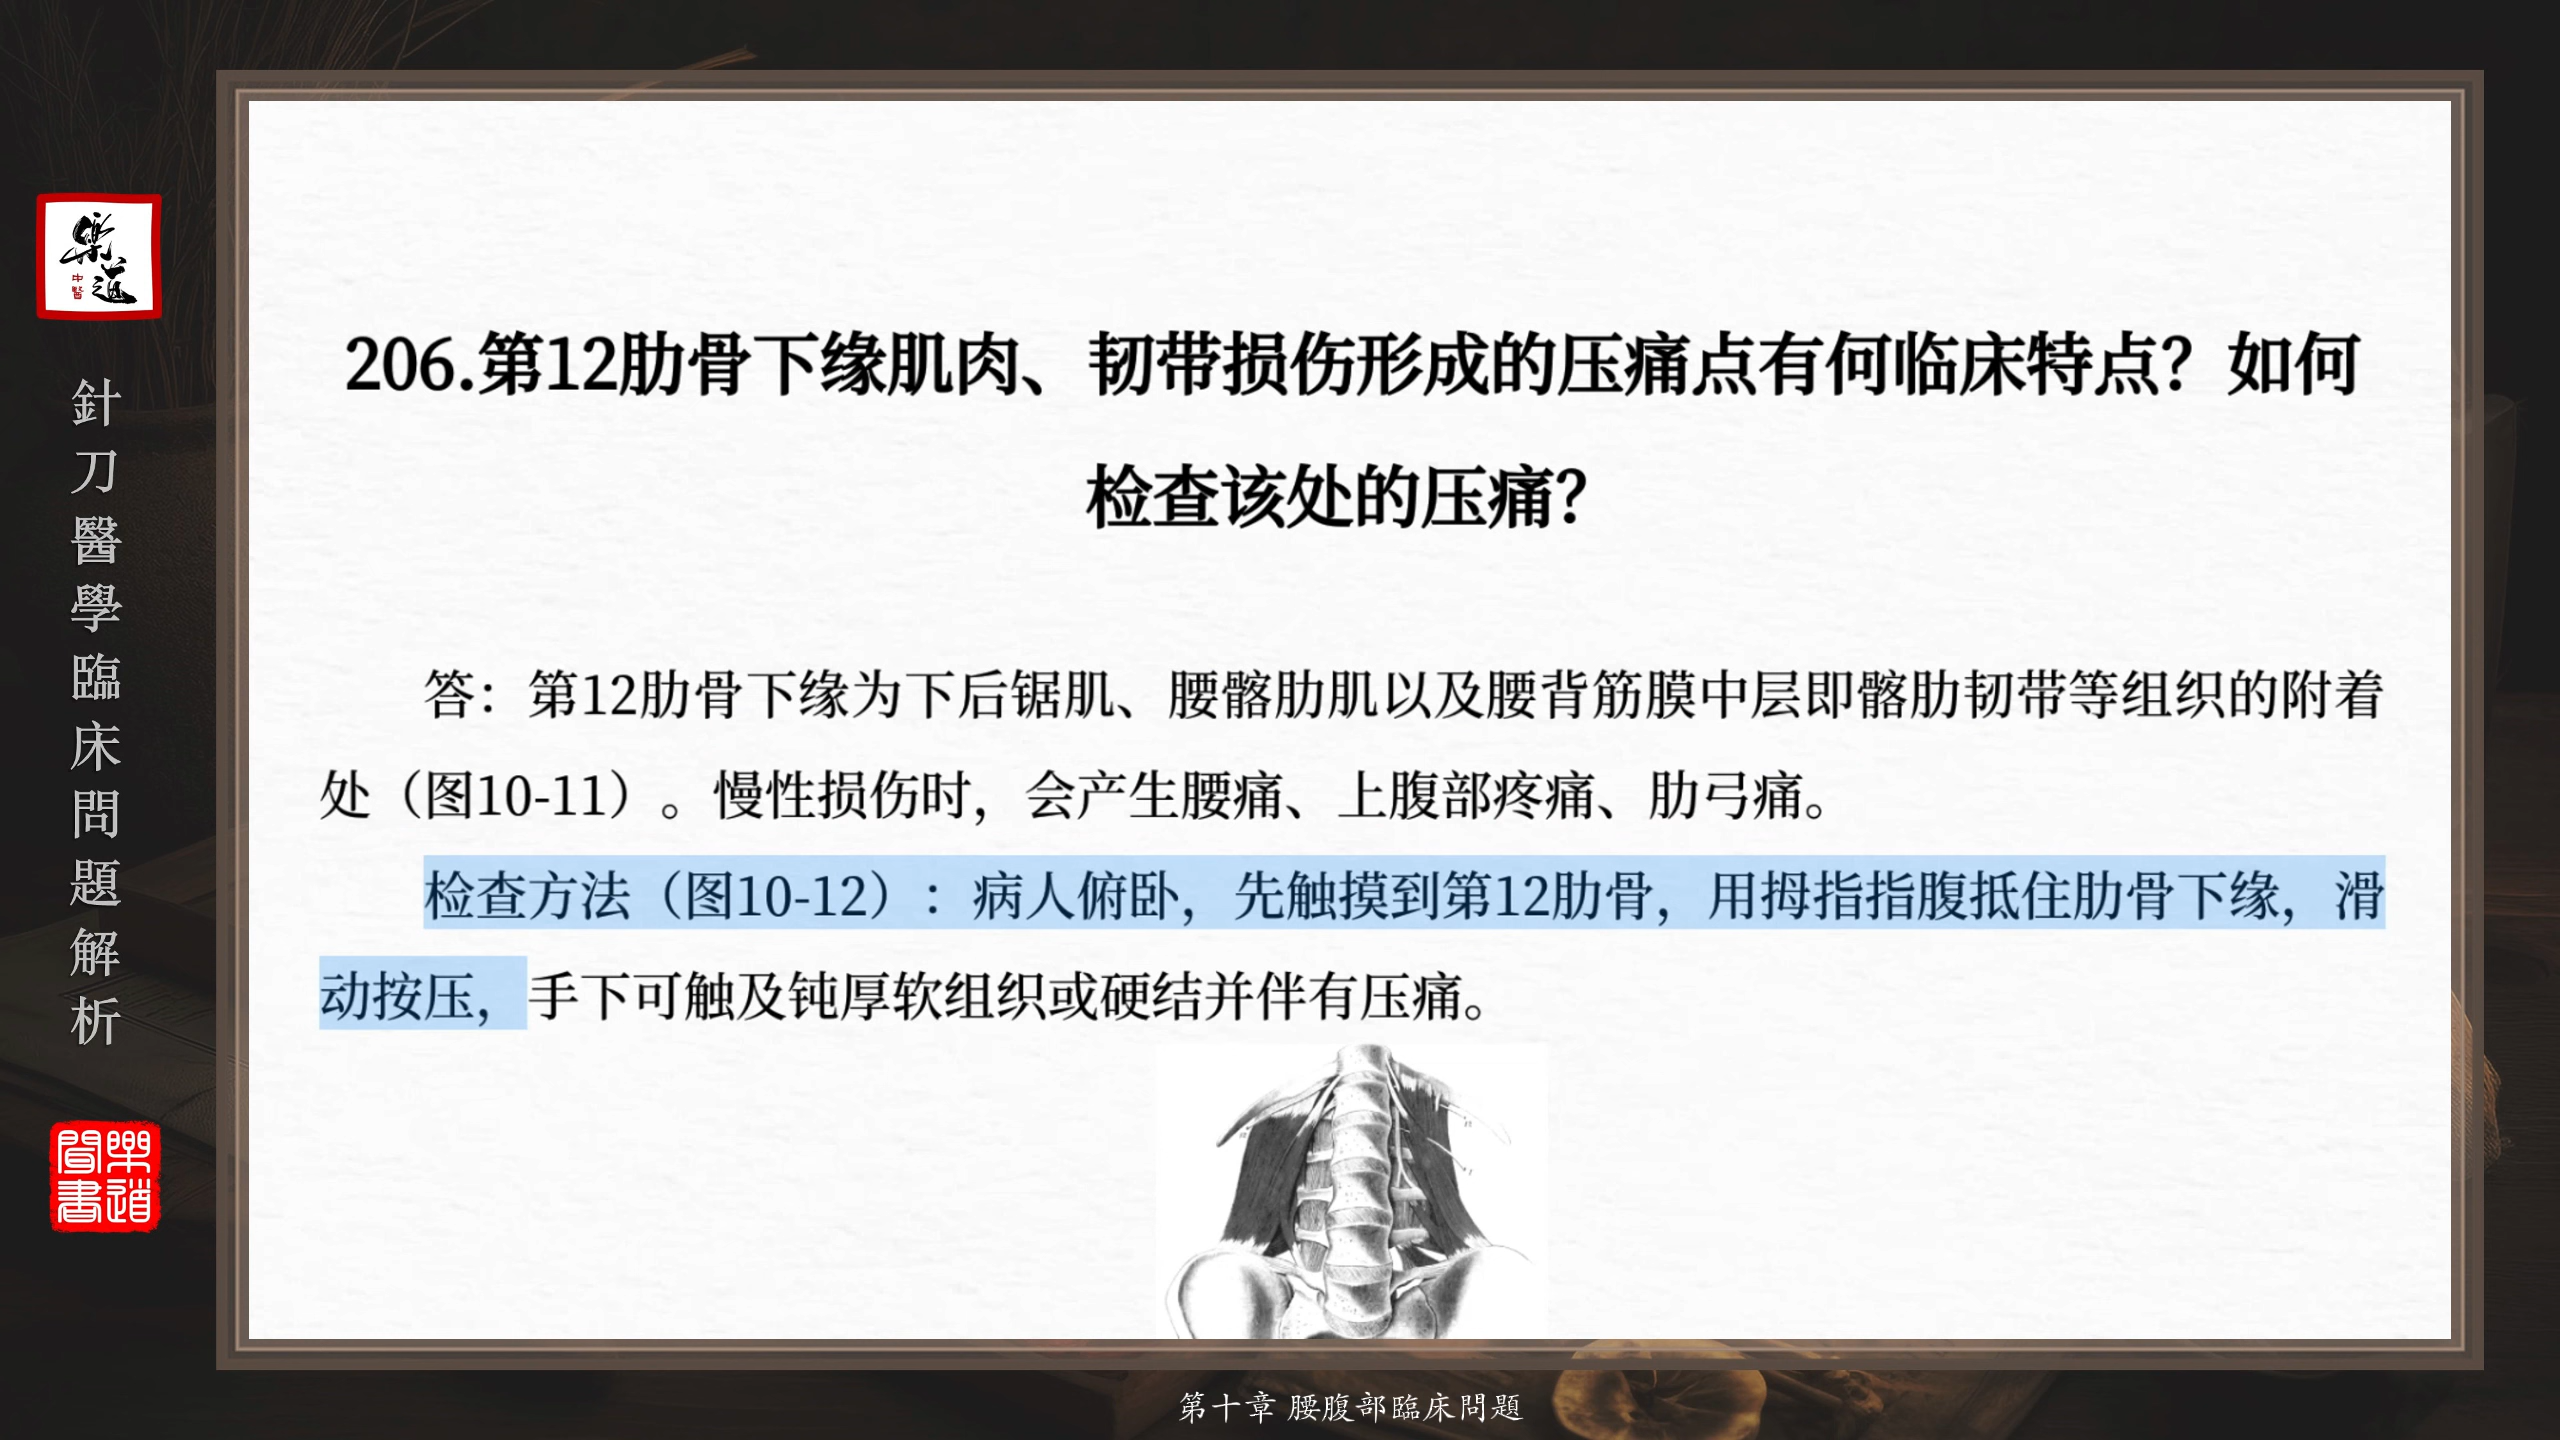 樂道
中醫
針刀醫學臨床問題解析
樂道
閒書
206.第12肋骨下缘肌肉、韧带损伤形成的压痛点有何临床特点？如何
检查该处的压痛？
答：第12肋骨下缘为下后锯肌、腰髂肋肌以及腰背筋膜中层即髂肋韧带等组织的附着
处（图10-11）。慢性损伤时，会产生腰痛、上腹部疼痛、肋弓痛。
检查方法（图10-12）：病人俯卧，先触摸到第12肋骨，用拇指指腹抵住肋骨下缘，滑
动按压，手下可触及钝厚软组织或硬结并伴有压痛。
第十章 腰腹部臨床問題